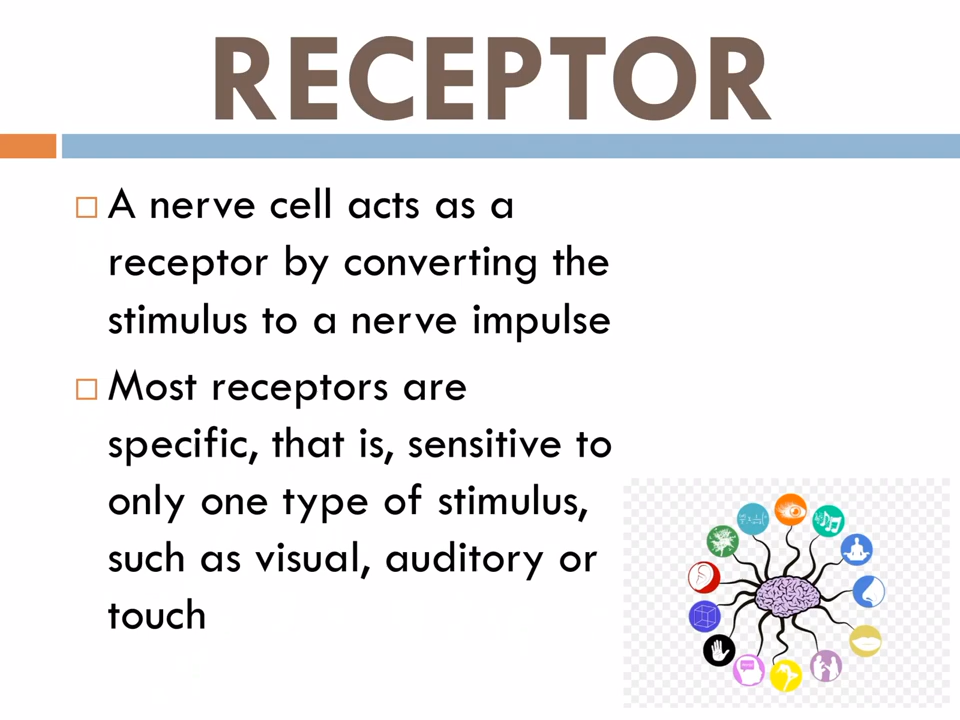 RECEPTOR
A nerve cell acts as a
receptor by converting the
stimulus to a nerve impulse
Most receptors are
specific, that is, sensitive to
only one type of stimulus,
such as visual, auditory or
touch